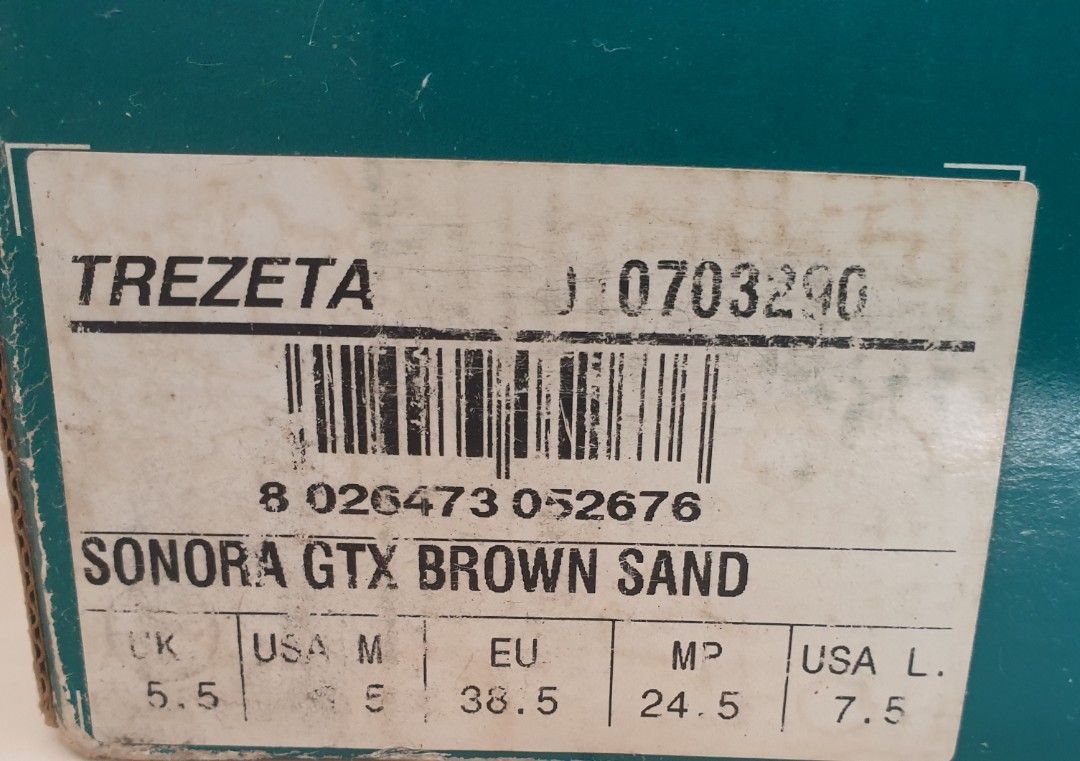 TREZETA 0703290
8 026473 052676
SONORA GTX BROWN SAND
UK USA M EU MP USA L.
5.5 38.5 24.5 7.5